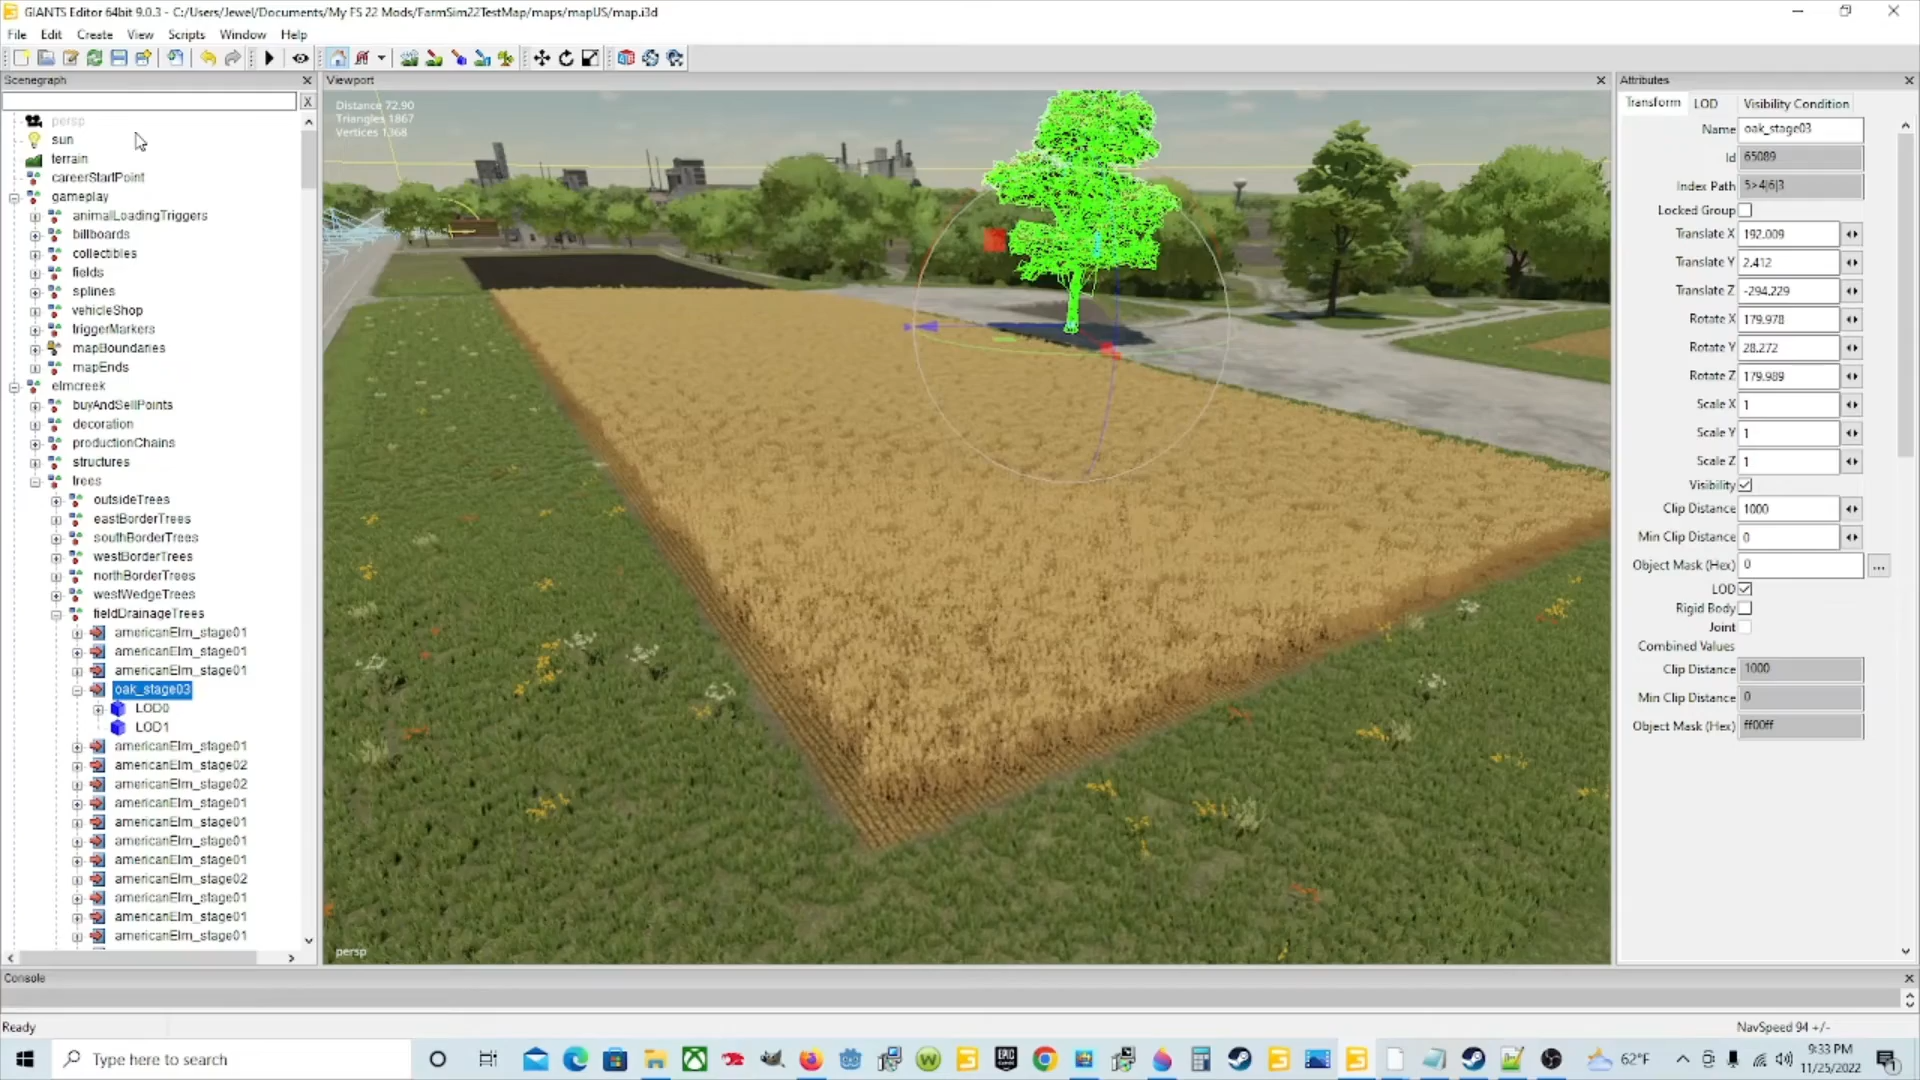 GIANTS Editor 64bit 9.0.3 - C:/Users/Jewel/Documents/My FS 22 Mods/FarmSim22TestMap/maps/mapUS/map.i3d
File Edit Create View Scripts Window Help
Scenegraph
X
persp
sun
terrain
careerStartPoint
gameplay
animalLoadingTriggers
billboards
collectibles
fields
splines
vehicleShop
triggerMarkers
mapBoundaries
mapEnds
elmcreek
buyAndSellPoints
decoration
productionChains
structures
trees
outsideTrees
eastBorderTrees
southBorderTrees
westBorderTrees
northBorderTrees
westWedgeTrees
fieldDrainageTrees
americanElm_stage01
americanElm_stage01
americanElm_stage01
oak_stage03
LOD0
LOD1
americanElm_stage01
americanElm_stage02
americanElm_stage02
americanElm_stage01
americanElm_stage01
americanElm_stage01
americanElm_stage01
americanElm_stage02
americanElm_stage01
americanElm_stage01
americanElm_stage01
Viewport
Distance 72.90
Triangles 1867
Vertices 1368
persp
Attributes
Transform LOD Visibility Condition
Name oak_stage03
Id 65089
Index Path 5>4|6|3
Locked Group
Translate X 192.009
Translate Y 2.412
Translate Z -294.229
Rotate X 179.978
Rotate Y 28.272
Rotate Z 179.989
Scale X 1
Scale Y 1
Scale Z 1
Visibility
Clip Distance 1000
Min Clip Distance 0
Object Mask (Hex) 0 ...
LOD
Rigid Body
Joint
Combined Values
Clip Distance 1000
Min Clip Distance 0
Object Mask (Hex) ff00ff
Console
Ready
NavSpeed 94 +/-
Type here to search
EPIC
62°F
9:33 PM
11/25/2022